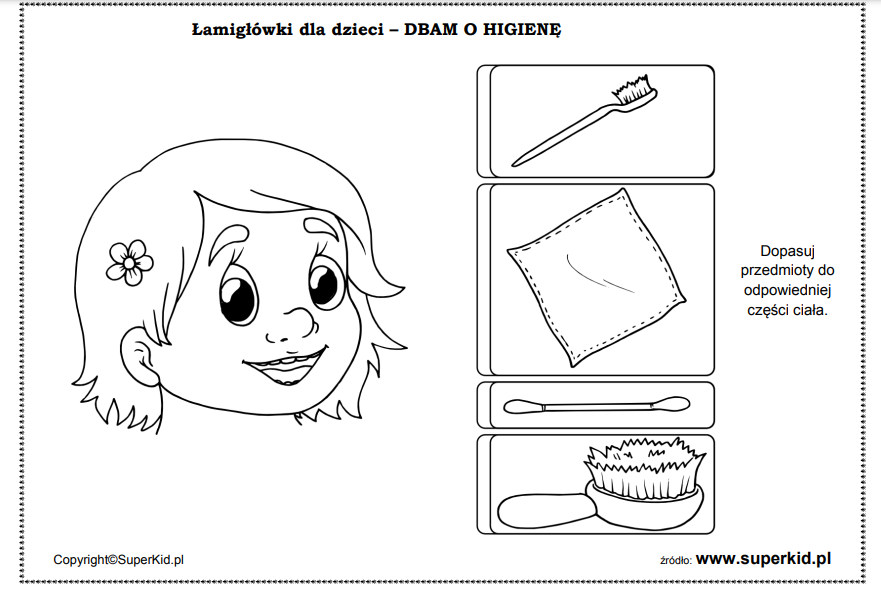 Łamigłówki dla dzieci – DBAM O HIGIENĘ
Dopasuj
przedmioty do
odpowiedniej
części ciała.
Copyright©SuperKid.pl
źródło: www.superkid.pl